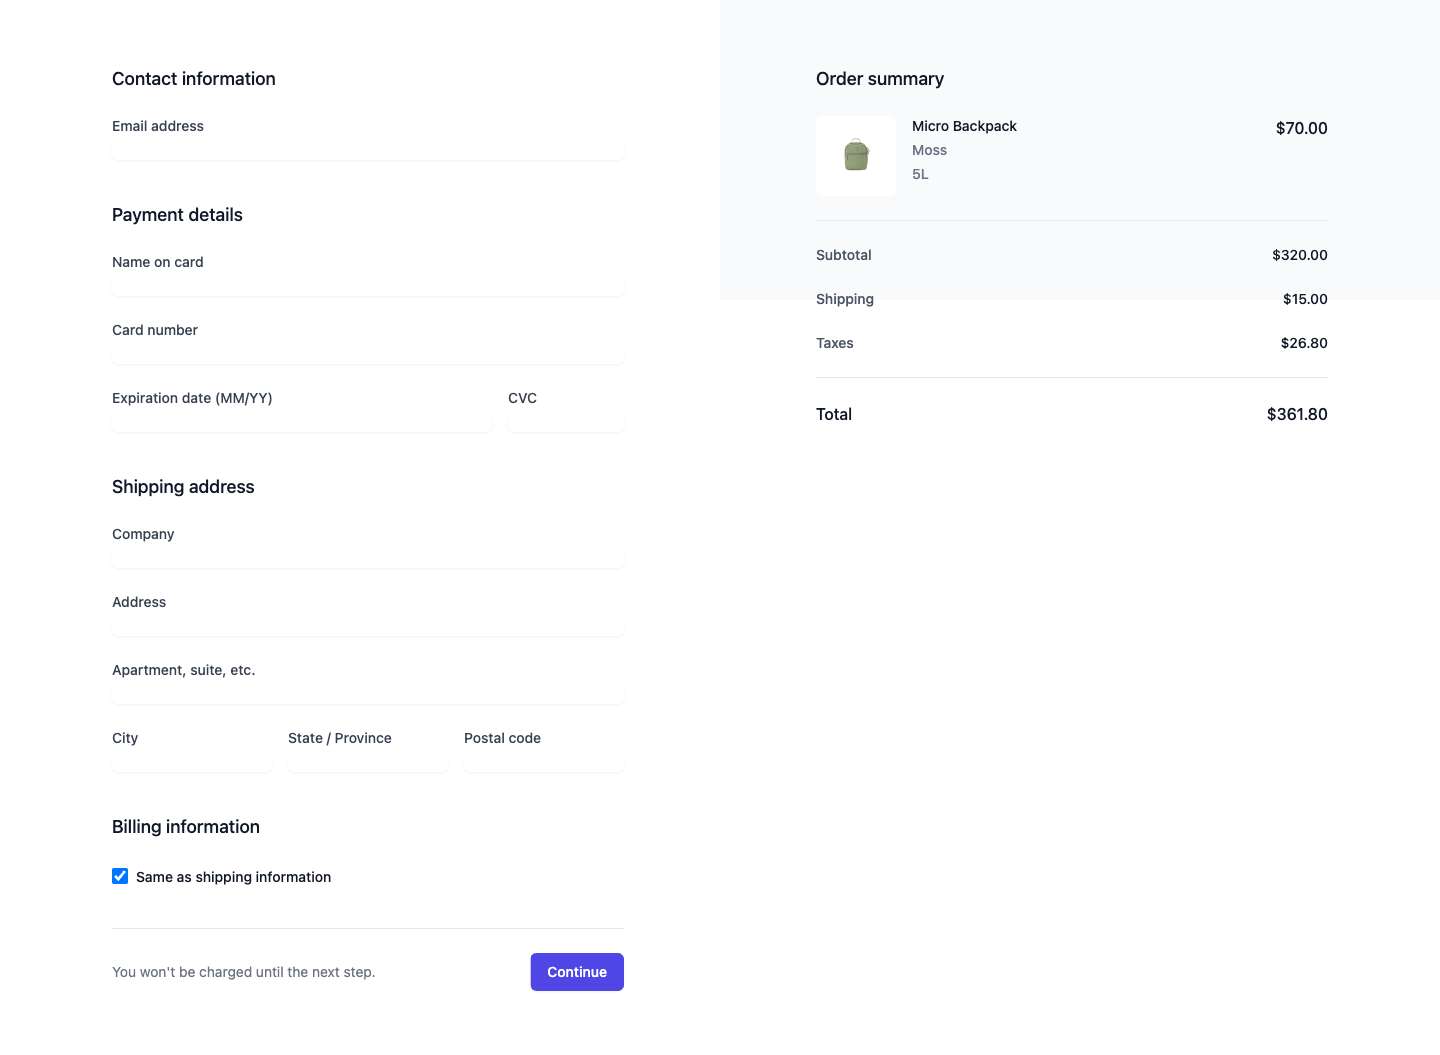 Contact information
Email address
Payment details
Name on card
Card number
Expiration date (MM/YY)
CVC
Shipping address
Company
Address
Apartment, suite, etc.
City
State / Province
Postal code
Billing information
Same as shipping information
You won't be charged until the next step.
Continue
Order summary
Micro Backpack
$70.00
Moss
5L
Subtotal
$320.00
Shipping
$15.00
Taxes
$26.80
Total
$361.80